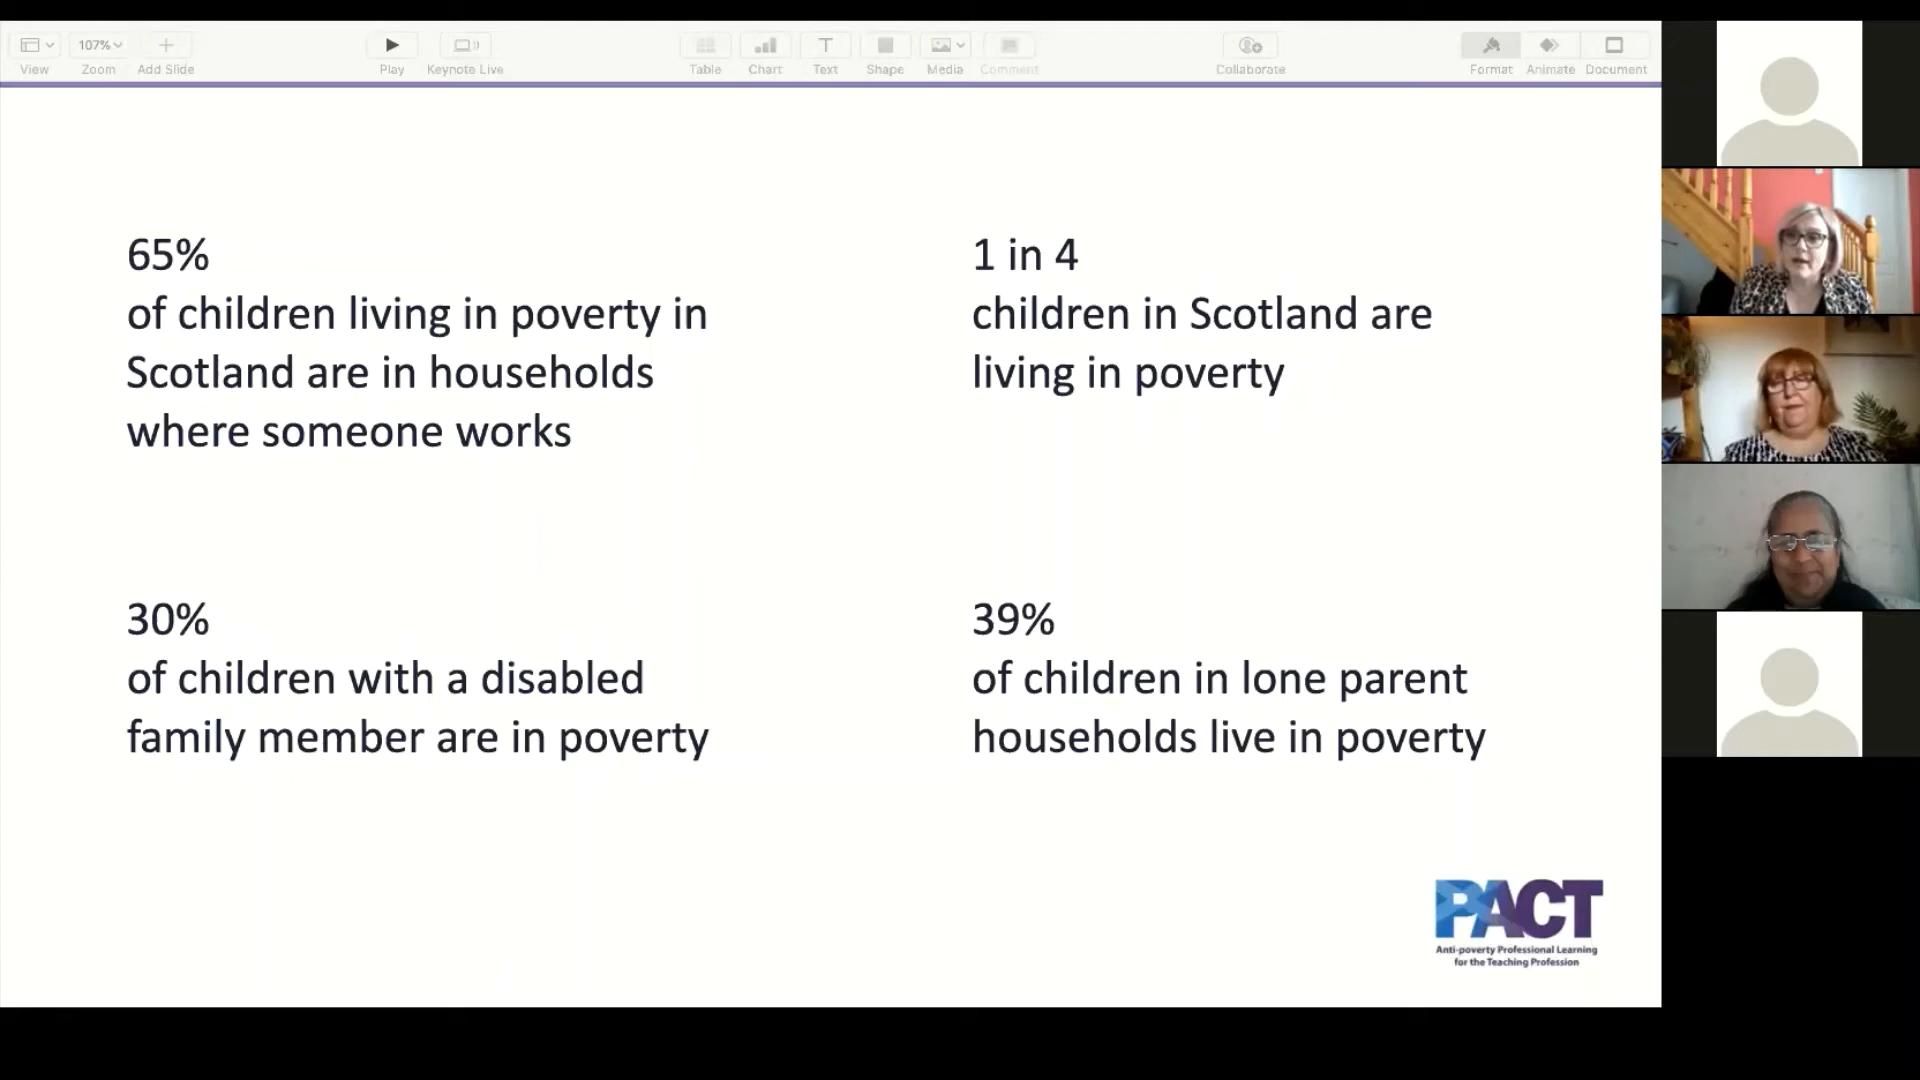 107%
View
Zoom
Add Slide
Play
Keynote Live
Table
Chart
T
Text
Shape
Media
Comment
Collaborate
Format
Animate
Document
65%
of children living in poverty in
Scotland are in households
where someone works
1 in 4
children in Scotland are
living in poverty
30%
of children with a disabled
family member are in poverty
39%
of children in lone parent
households live in poverty
PACT
Anti-poverty Professional Learning
for the Teaching Profession